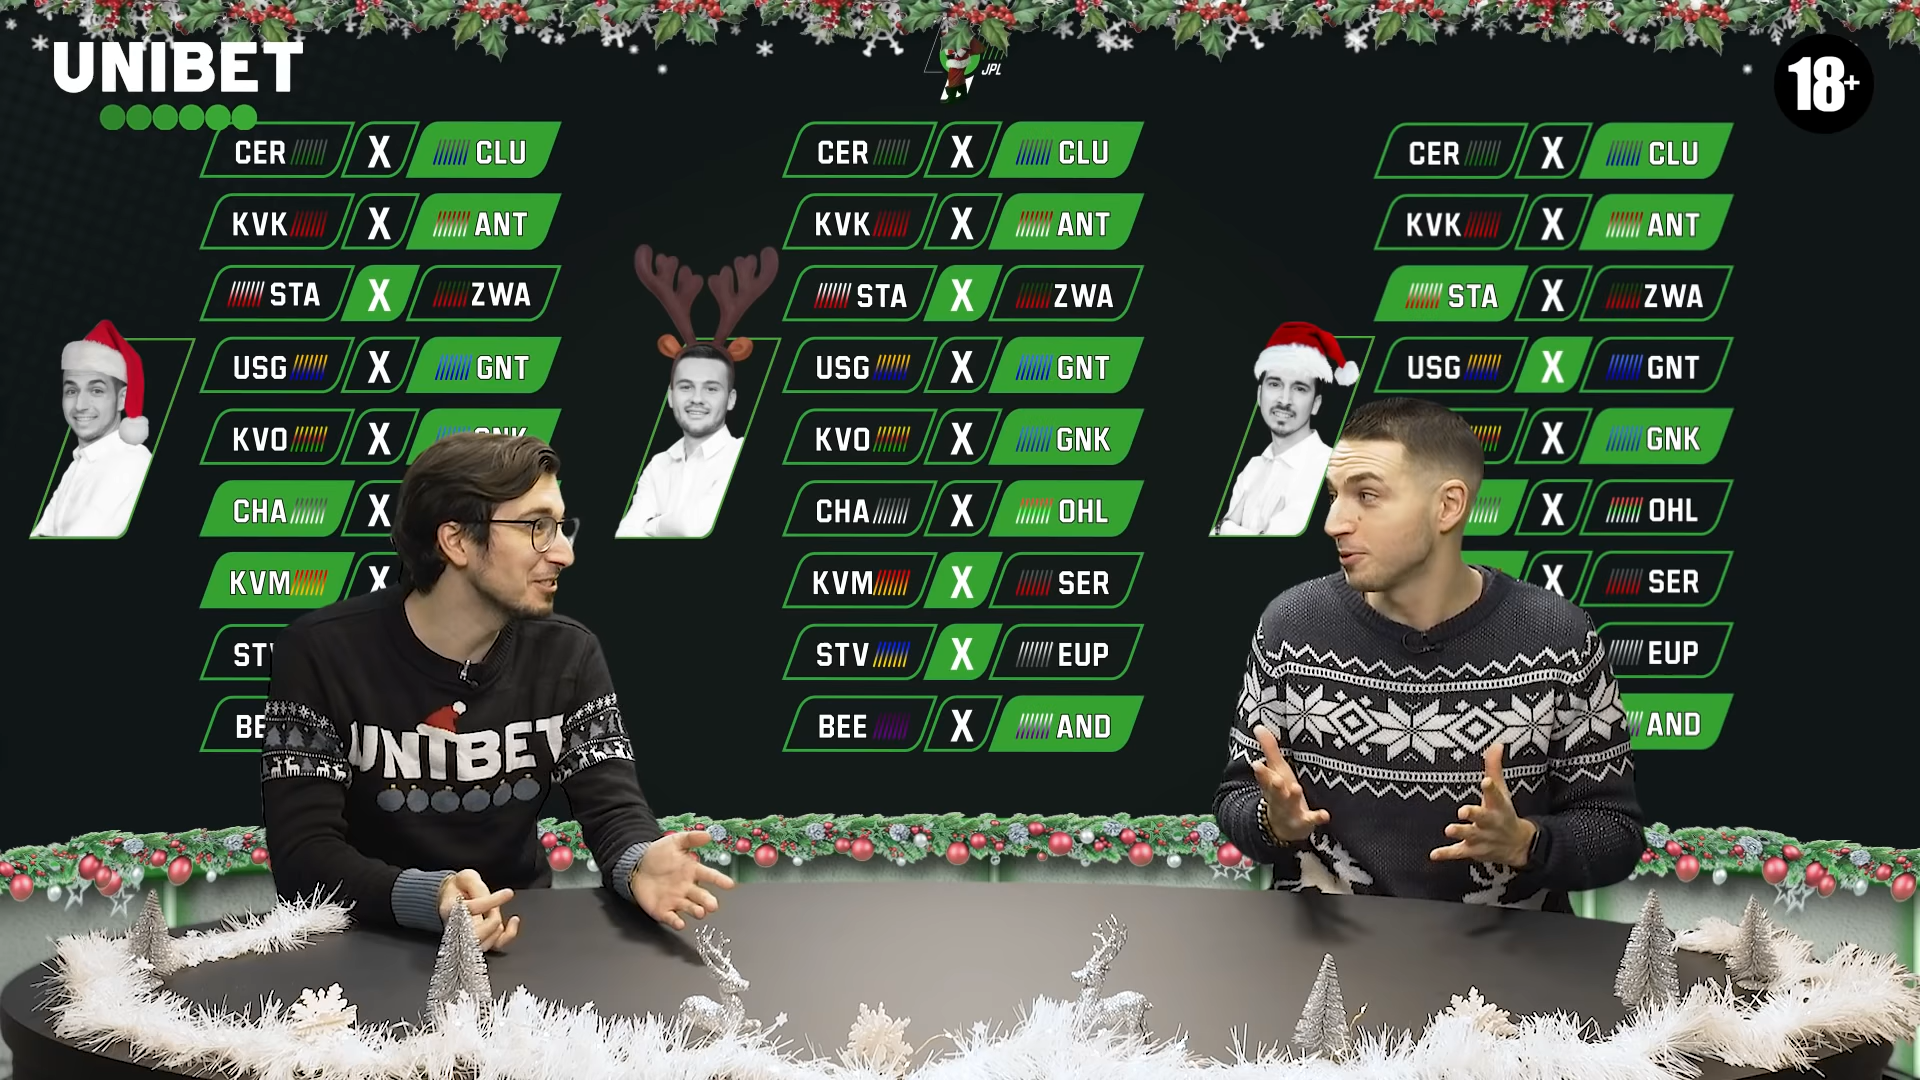 UNIBET
18+
JPL
CER X CLU
KVK X ANT
STA X ZWA
USG X GNT
KVO X GNK
CHA X
KVM X
CER X CLU
KVK X ANT
STA X ZWA
USG X GNT
KVO X GNK
CHA X OHL
KVM X SER
STV X EUP
BEE X AND
CER X CLU
KVK X ANT
STA X ZWA
USG X GNT
X GNK
X OHL
X SER
EUP
AND
UNIBET